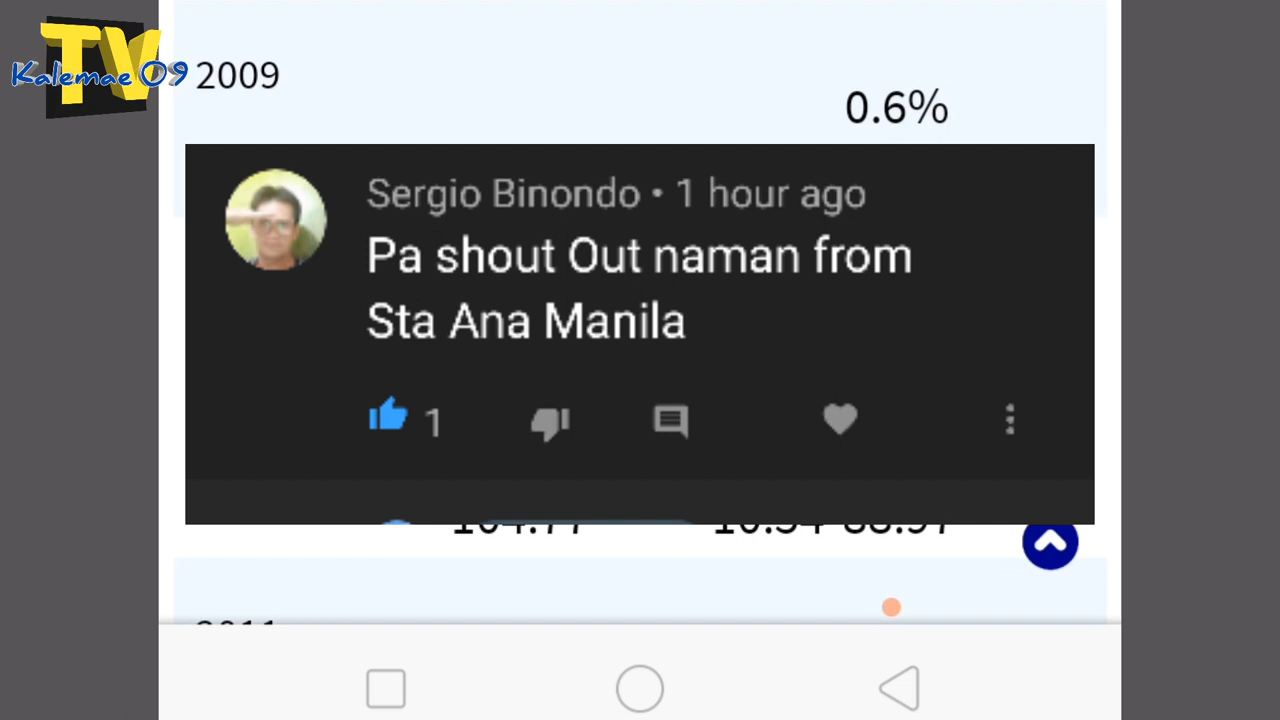 TV
Kalemae 09
2009
0.6%
Sergio Binondo • 1 hour ago
Pa shout Out naman from
Sta Ana Manila
1